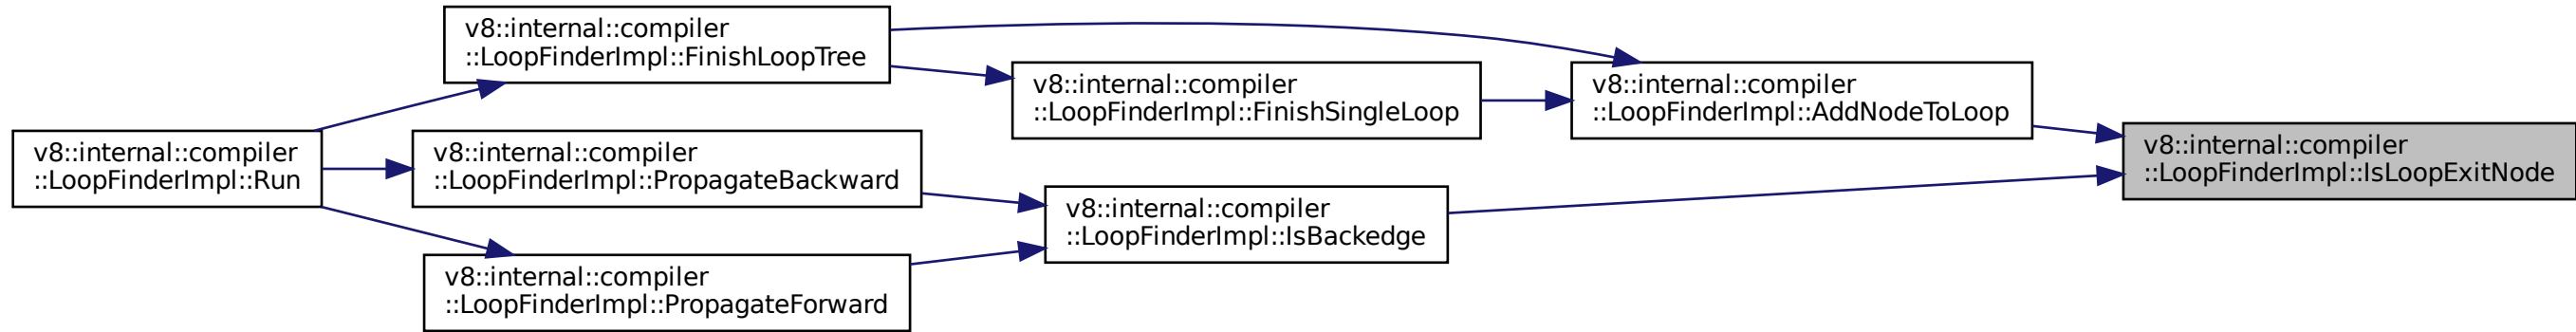 v8::internal::compiler
::LoopFinderImpl::Run
v8::internal::compiler
::LoopFinderImpl::FinishLoopTree
v8::internal::compiler
::LoopFinderImpl::PropagateBackward
v8::internal::compiler
::LoopFinderImpl::PropagateForward
v8::internal::compiler
::LoopFinderImpl::FinishSingleLoop
v8::internal::compiler
::LoopFinderImpl::IsBackedge
v8::internal::compiler
::LoopFinderImpl::AddNodeToLoop
v8::internal::compiler
::LoopFinderImpl::IsLoopExitNode